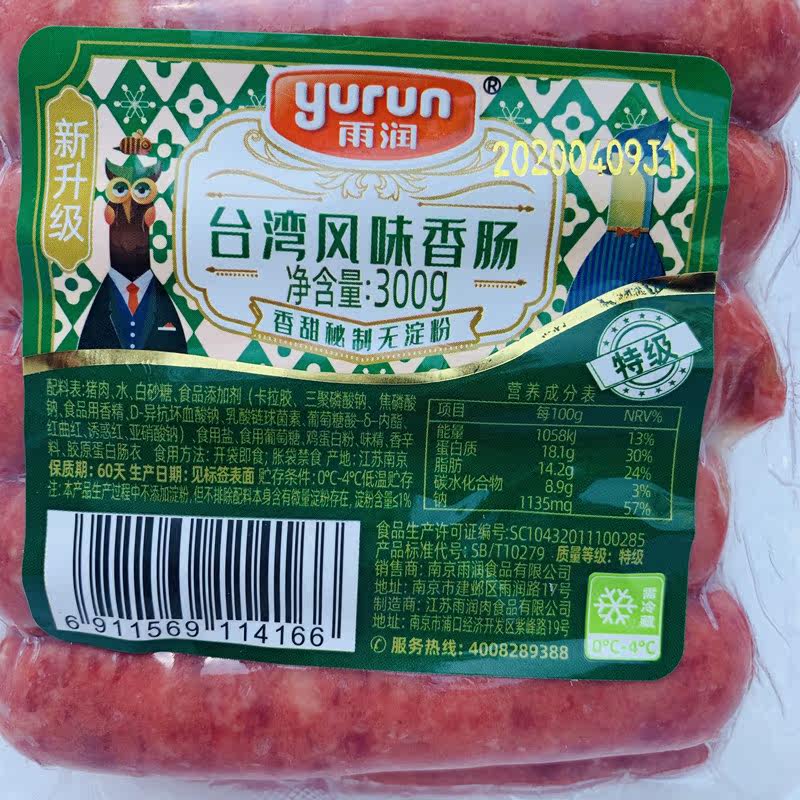 yurun®
雨润
新升级
20200409J1
台湾风味香肠
净含量:300g
香甜秘制无淀粉
特级
配料表:猪肉、水、白砂糖、食品添加剂(卡拉胶、三聚磷酸钠、焦磷酸
钠、食品用香精、D-异抗坏血酸钠、乳酸链球菌素、葡萄糖酸-δ-内酯、
红曲红、诱惑红、亚硝酸钠)、食用盐、食用葡萄糖、鸡蛋白粉、味精、香辛
料、胶原蛋白肠衣 食用方法:开袋即食;胀袋禁食 产地:江苏南京
保质期:60天 生产日期:见标签表面 贮存条件:0℃-4℃低温贮存
注:本产品生产过程中不添加淀粉,但不排除配料本身含有微量淀粉存在,淀粉含量≤1%
营养成分表
项目 每100g NRV%
能量 1058kJ 13%
蛋白质 18.1g 30%
脂肪 14.2g 24%
碳水化合物 8.9g 3%
钠 1135mg 57%
食品生产许可证编号:SC10432011100285
产品标准代号:SB/T10279 质量等级:特级
销售商:南京雨润食品有限公司
地址:南京市建邺区雨润路17号
制造商:江苏雨润肉食品有限公司
地址:南京市浦口经济开发区紫峰路19号
服务热线:4008289388
6 911569 114166
需冷藏
0℃-4℃